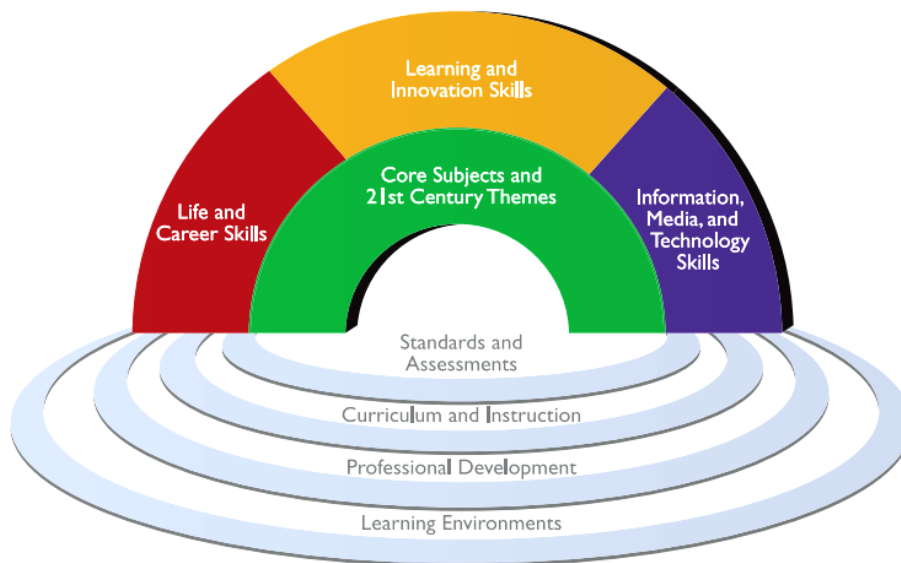 Learning and
Innovation Skills
Core Subjects and
21st Century Themes
Life and
Career Skills
Information,
Media, and
Technology
Skills
Standards and
Assessments
Curriculum and Instruction
Professional Development
Learning Environments